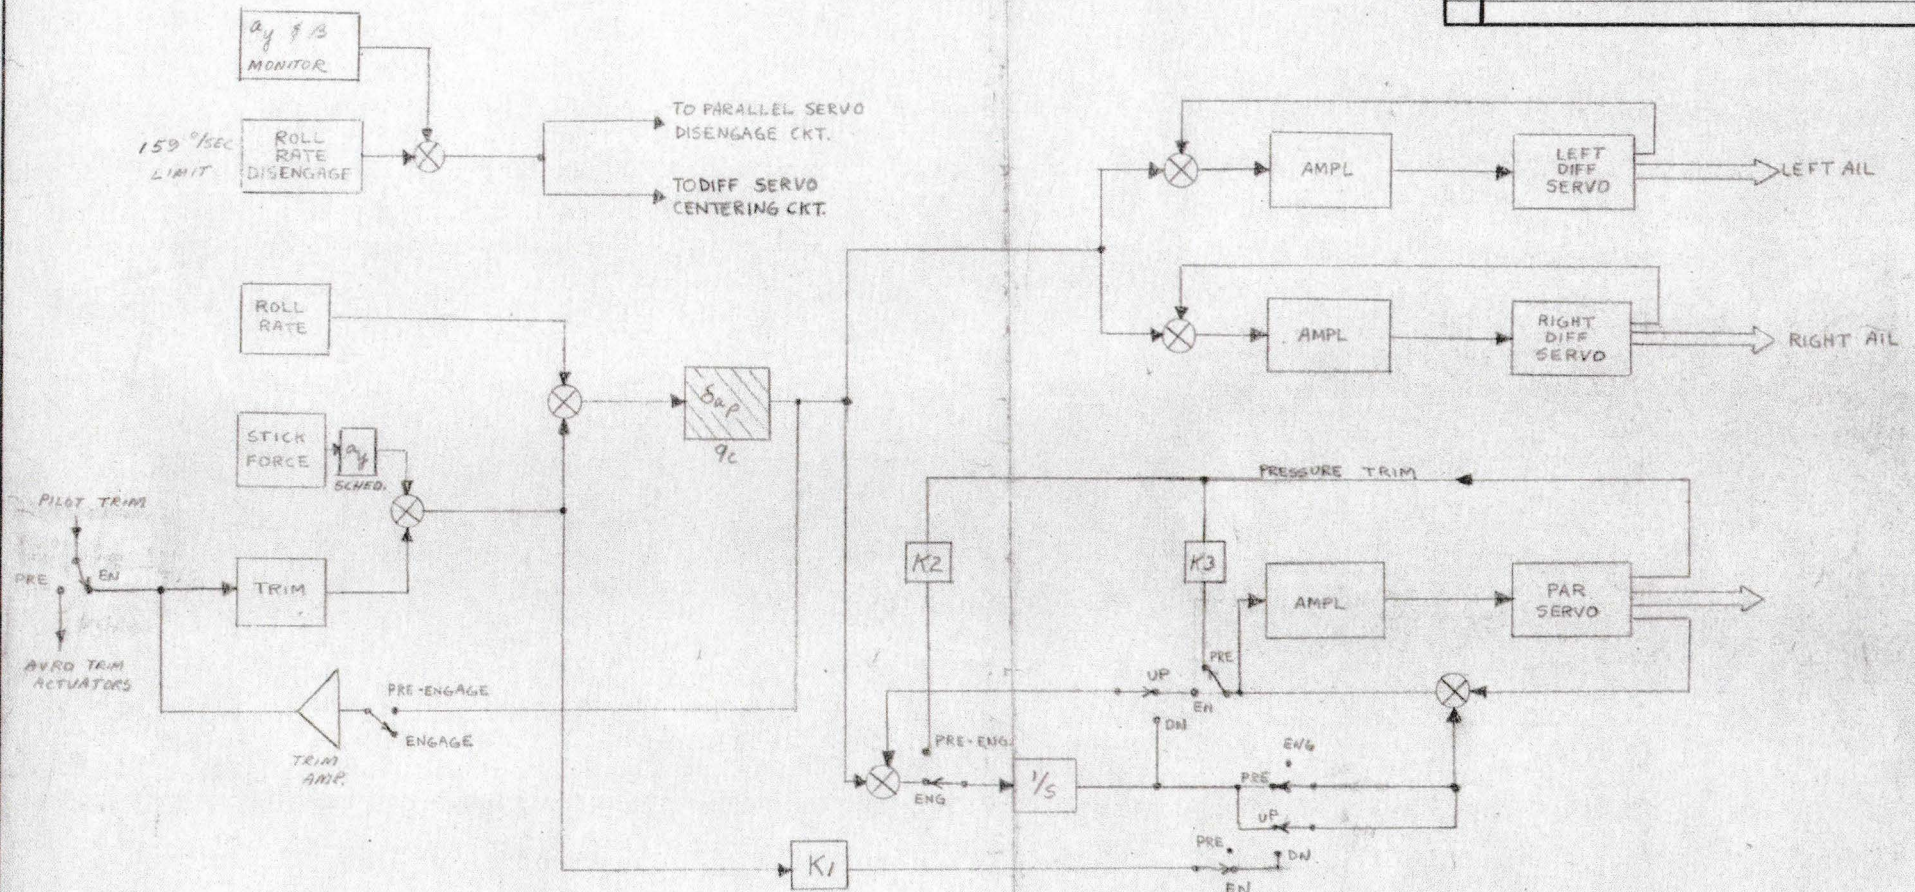 ay & β
MONITOR
159 °/SEC
LIMIT
ROLL
RATE
DISENGAGE
TO PARALLEL SERVO
DISENGAGE CKT.
TO DIFF SERVO
CENTERING CKT.
AMPL
LEFT
DIFF
SERVO
LEFT AIL
ROLL
RATE
AMPL
RIGHT
DIFF
SERVO
RIGHT AIL
STICK
FORCE
ay
SCHED.
δap
qc
PRESSURE TRIM
PILOT TRIM
PRE
EN
TRIM
AVRO TRIM
ACTUATORS
K2
K3
AMPL
PAR
SERVO
PRE-ENGAGE
ENGAGE
TRIM
AMP.
UP
PRE
EN
DN
PRE-ENG.
ENG
1/S
ENG
PRE
UP
K1
PRE
DN
EN